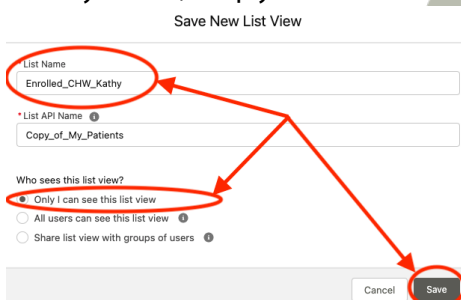 Save New List View
* List Name
Enrolled_CHW_Kathy
* List API Name
Copy_of_My_Patients
Who sees this list view?
Only I can see this list view
All users can see this list view
Share list view with groups of users
Cancel Save